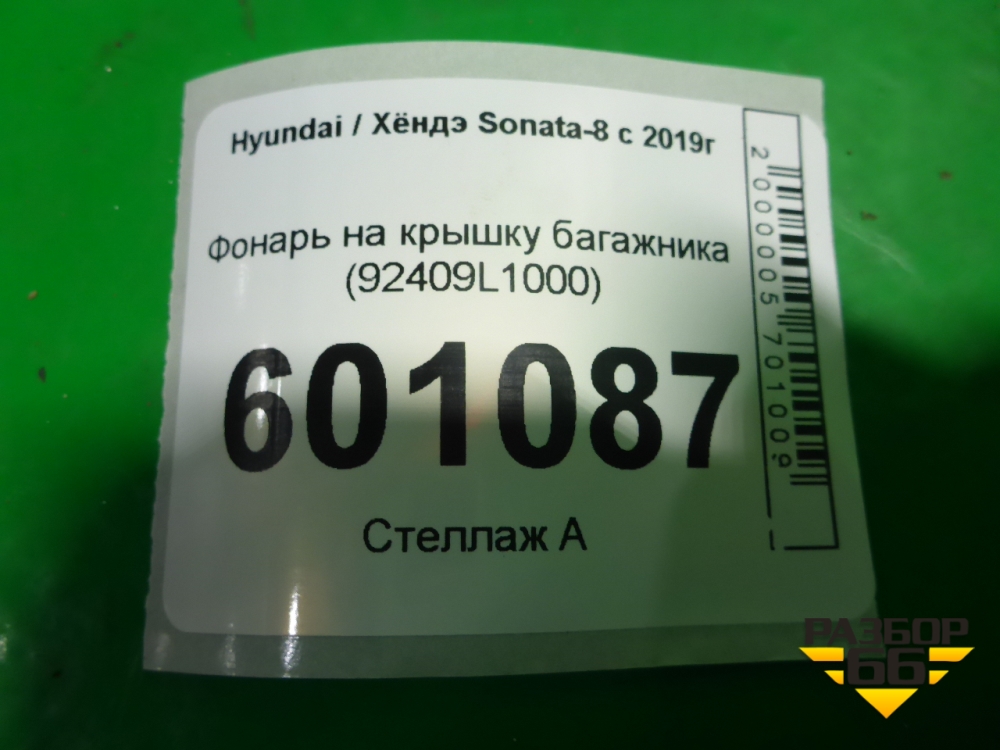 Hyundai / Хёндэ Sonata-8 с 2019г
Фонарь на крышку багажника
(92409L1000)
601087
Стеллаж А
2000005701009
РАЗБОР
66